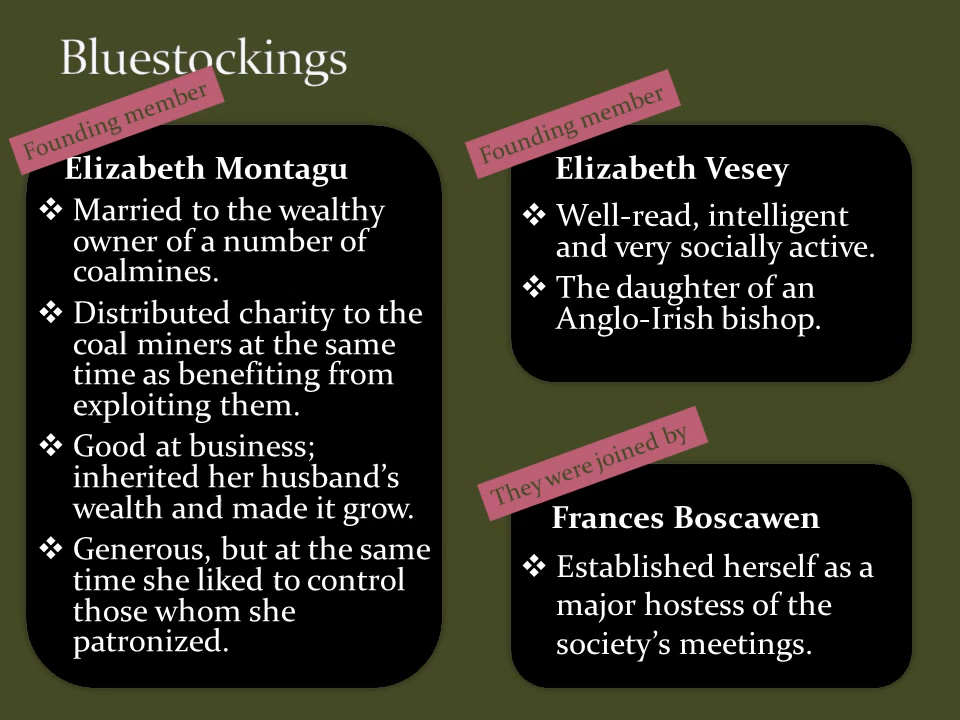 Bluestockings
Founding member
Elizabeth Montagu
❖ Married to the wealthy
owner of a number of
coalmines.
❖ Distributed charity to the
coal miners at the same
time as benefiting from
exploiting them.
❖ Good at business;
inherited her husband’s
wealth and made it grow.
❖ Generous, but at the same
time she liked to control
those whom she
patronized.
Founding member
Elizabeth Vesey
❖ Well-read, intelligent
and very socially active.
❖ The daughter of an
Anglo-Irish bishop.
They were joined by
Frances Boscawen
❖ Established herself as a
major hostess of the
society’s meetings.